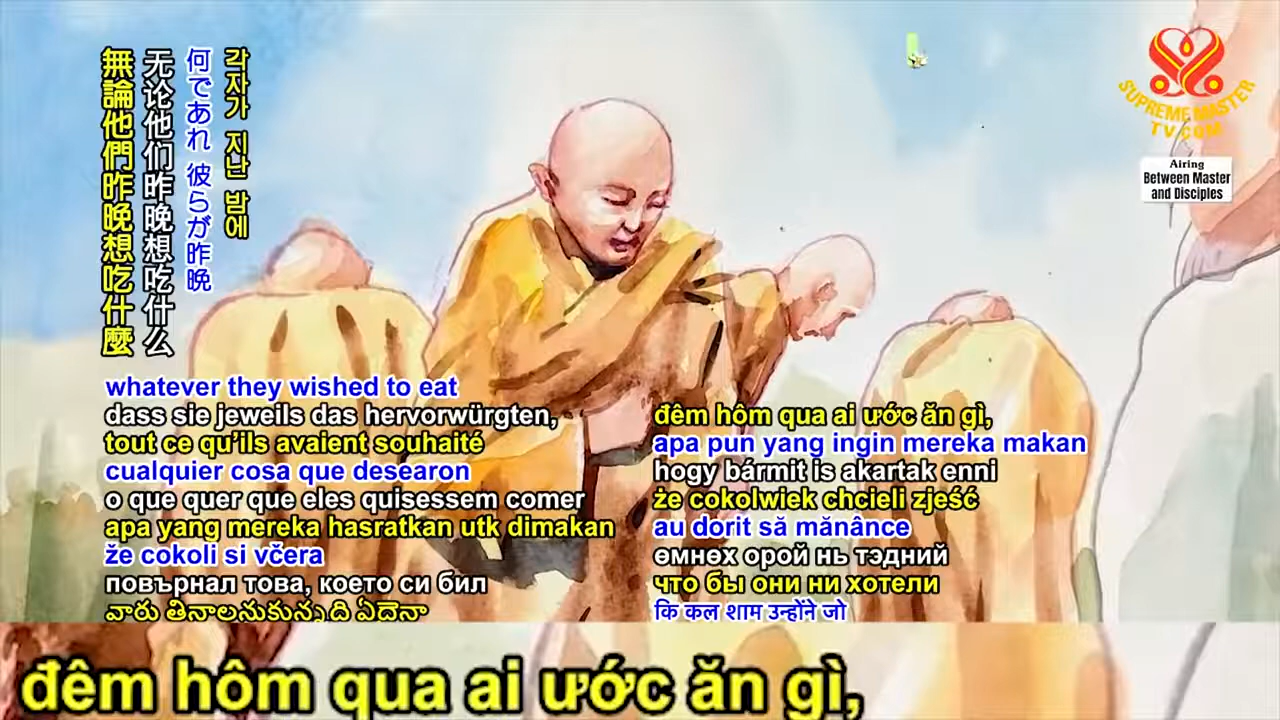 각자가 지난 밤에
何であれ 彼らが昨晩
无论他们昨晚想吃什么
無論他們昨晚想吃什麼
SUPREME MASTER
TV.COM
Airing
Between Master
and Disciples
whatever they wished to eat
dass sie jeweils das hervorwürgten,
tout ce qu’ils avaient souhaité
cualquier cosa que desearon
o que quer que eles quisessem comer
apa yang mereka hasratkan utk dimakan
že cokoli si včera
повърнал това, което си бил
వారు తినాలనుకున్నది ఏదైనా
đêm hôm qua ai ước ăn gì,
apa pun yang ingin mereka makan
hogy bármit is akartak enni
że cokolwiek chcieli zjeść
au dorit să mănânce
өмнөх орой нь тэдний
что бы они ни хотели
कि कल शाम उन्होंने जो
đêm hôm qua ai ước ăn gì,